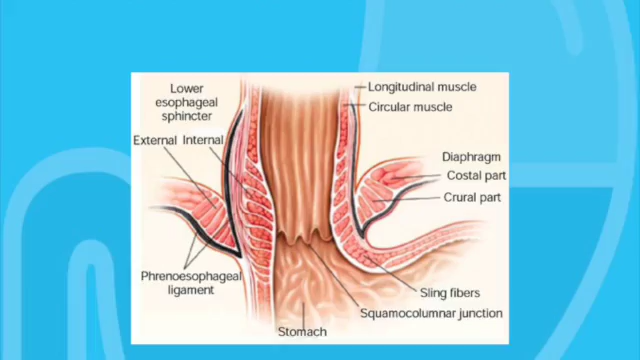 Lower
esophageal
sphincter
External Internal
Phrenoesophageal
ligament
Stomach
Longitudinal muscle
Circular muscle
Diaphragm
Costal part
Crural part
Sling fibers
Squamocolumnar junction